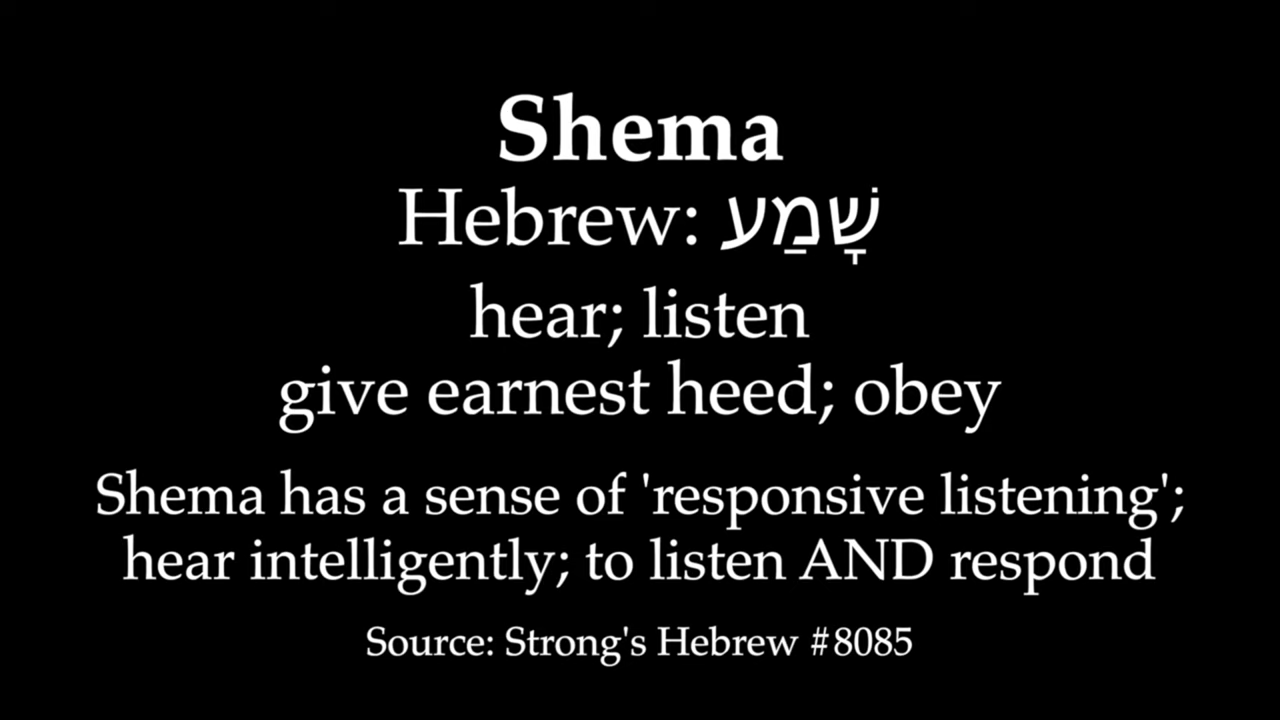 Shema
Hebrew: שָׁמַע
hear; listen
give earnest heed; obey
Shema has a sense of 'responsive listening';
hear intelligently; to listen AND respond
Source: Strong's Hebrew #8085